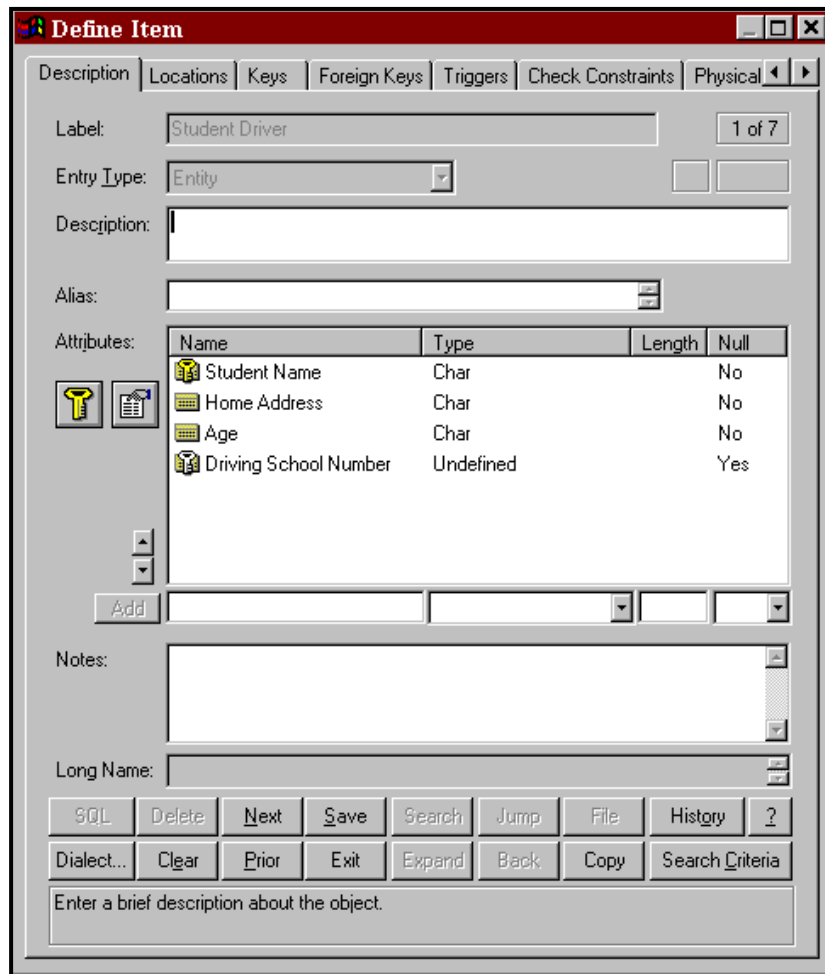 Define Item
Description Locations Keys Foreign Keys Triggers Check Constraints Physical
Label: Student Driver 1 of 7
Entry Type: Entity
Description:
Alias:
Attributes: Name Type Length Null
Student Name Char No
Home Address Char No
Age Char No
Driving School Number Undefined Yes
Add
Notes:
Long Name:
SQL Delete Next Save Search Jump File History ?
Dialect... Clear Prior Exit Expand Back Copy Search Criteria
Enter a brief description about the object.